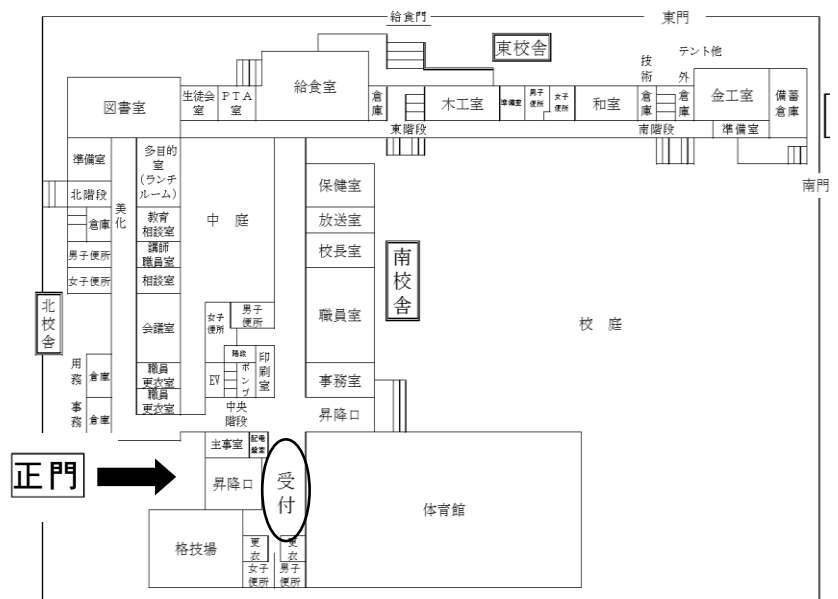 給食門
東門
東校舎
テント他
図書室
生徒会
室
PTA
室
給食室
倉
庫
木工室
準備室
男子
便所
女子
便所
和室
技
術
倉
庫
外
倉
庫
金工室
備蓄
倉庫
東階段
南階段
準備室
南門
準備室
北階段
倉庫
男子便所
女子便所
美
化
多目的
室
(ランチ
ルーム)
教育
相談室
講師
職員室
相談室
会議室
職員
更衣室
職員
更衣室
中 庭
保健室
放送室
校長室
職員室
事務室
昇降口
南校舎
校 庭
北校舎
女子
便所
男子
便所
階段
EV
ポンプ
印
刷
室
用
務
倉庫
事
務
倉庫
中央
階段
主事室
正門
昇降口
受
付
体育館
格技場
更
衣
更
衣
女子
便所
男子
便所